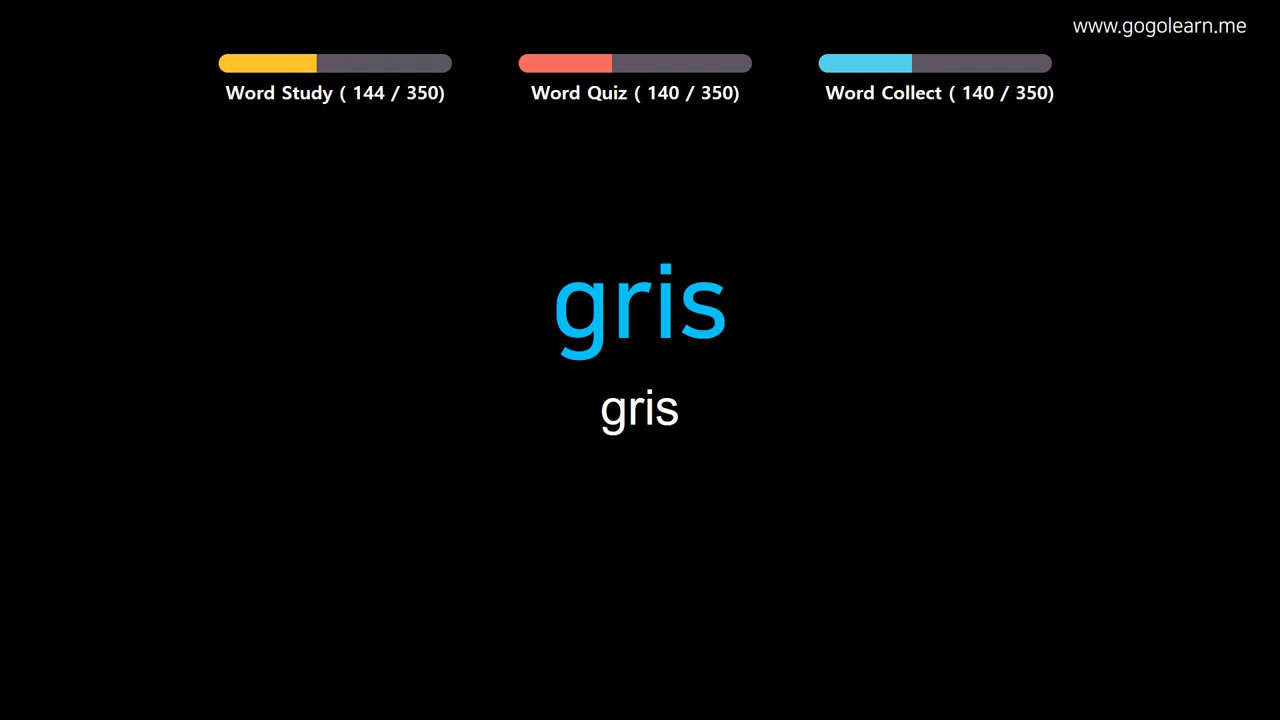 www.gogolearn.me
Word Study ( 144 / 350)
Word Quiz ( 140 / 350)
Word Collect ( 140 / 350)
gris
gris